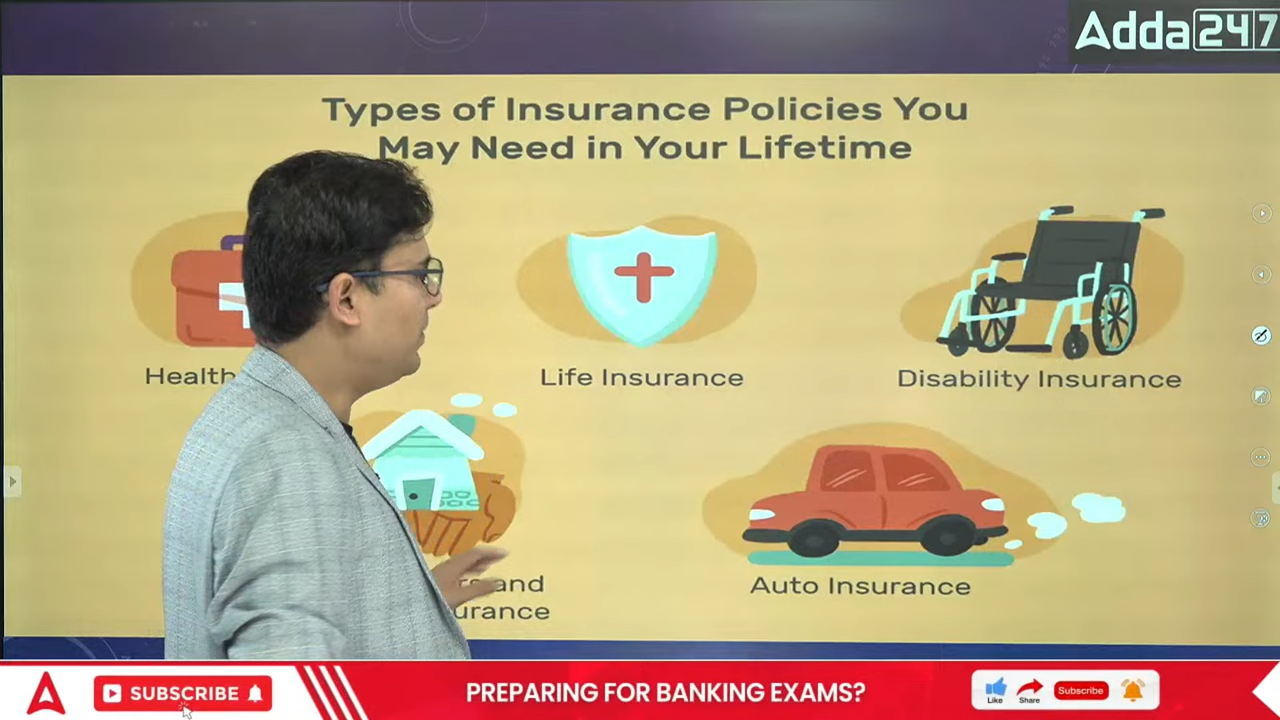 Adda247
Types of Insurance Policies You
May Need in Your Lifetime
Health
Life Insurance
Disability Insurance
and
Auto Insurance
SUBSCRIBE
PREPARING FOR BANKING EXAMS?
Like
Share
Subscribe